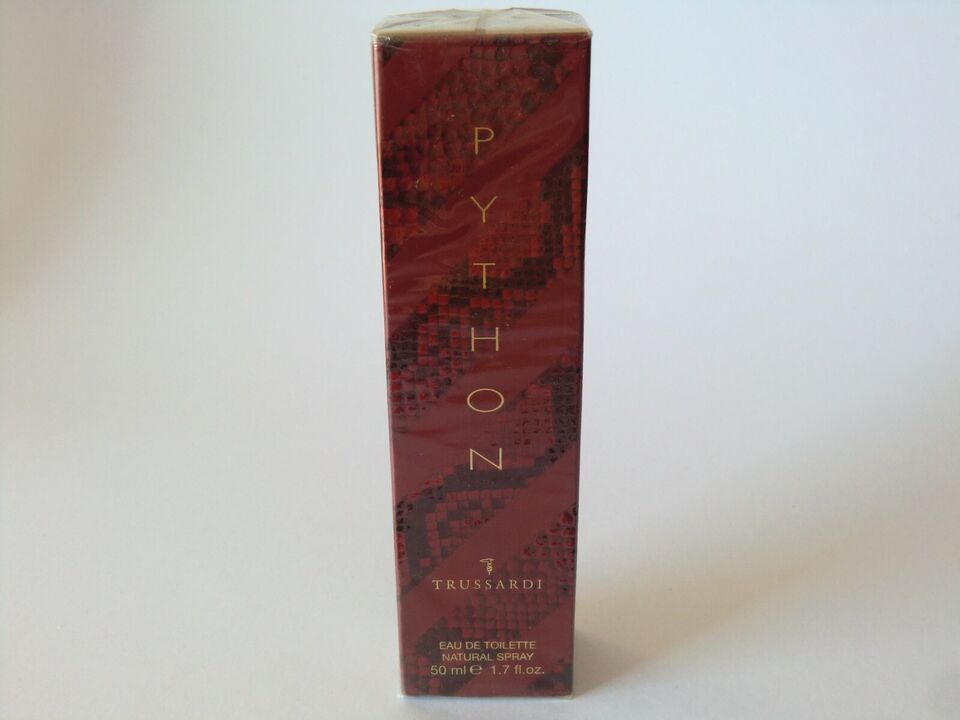 PYTHON
TRUSSARDI
EAU DE TOILETTE
NATURAL SPRAY
50 ml ℮ 1.7 fl.oz.